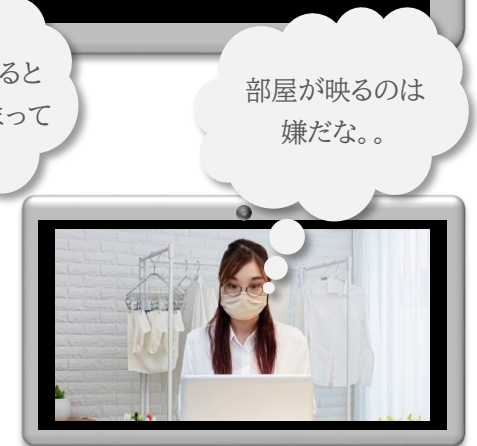 ると
って
部屋が映るのは
嫌だな。。